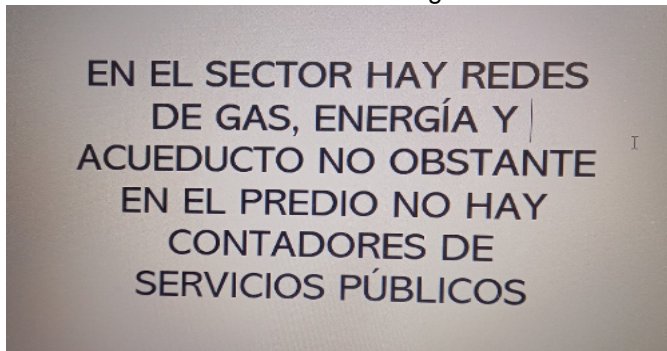 EN EL SECTOR HAY REDES
DE GAS, ENERGÍA Y
ACUEDUCTO NO OBSTANTE
EN EL PREDIO NO HAY
CONTADORES DE
SERVICIOS PÚBLICOS